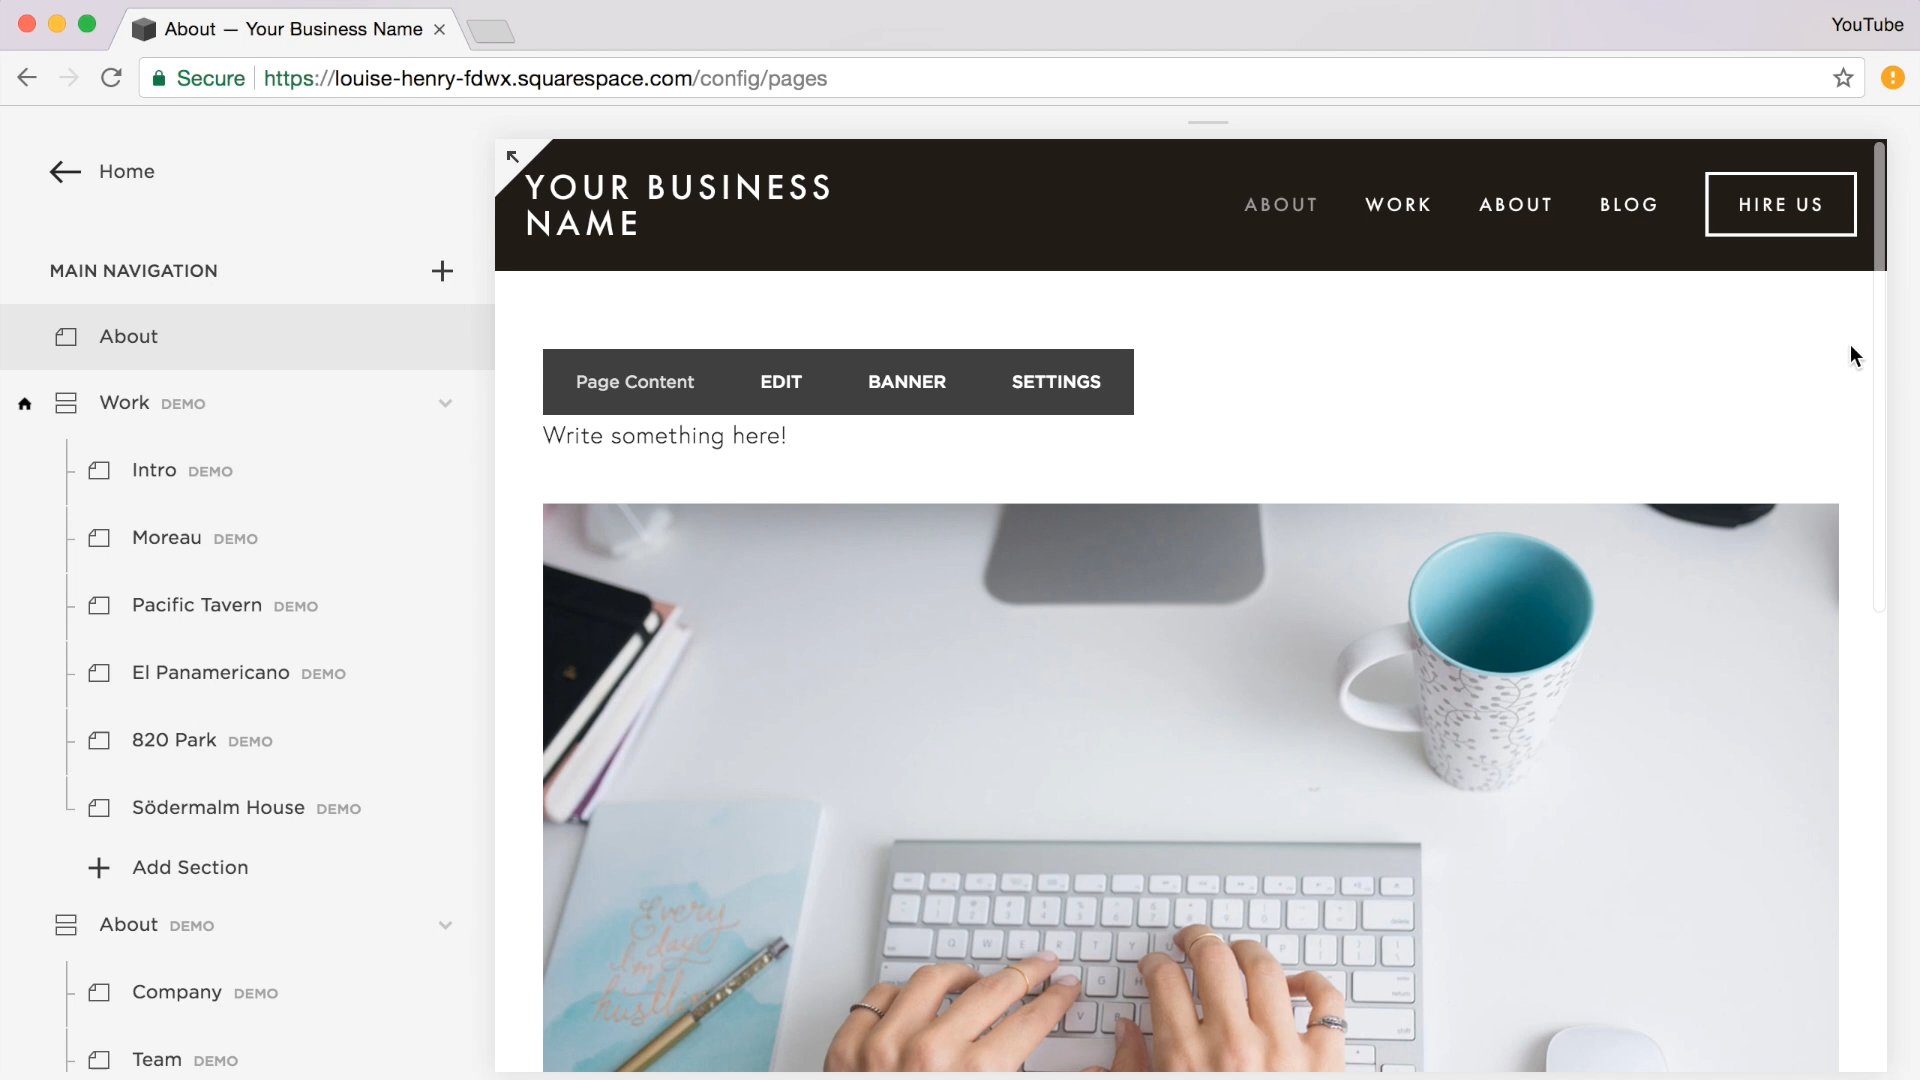 About — Your Business Name
YouTube
Secure https://louise-henry-fdwx.squarespace.com/config/pages
Home
MAIN NAVIGATION
About
Work DEMO
Intro DEMO
Moreau DEMO
Pacific Tavern DEMO
El Panamericano DEMO
820 Park DEMO
Södermalm House DEMO
Add Section
About DEMO
Company DEMO
Team DEMO
YOUR BUSINESS
NAME
ABOUT WORK ABOUT BLOG HIRE US
Page Content EDIT BANNER SETTINGS
Write something here!
Every
day
I'm
hustlin